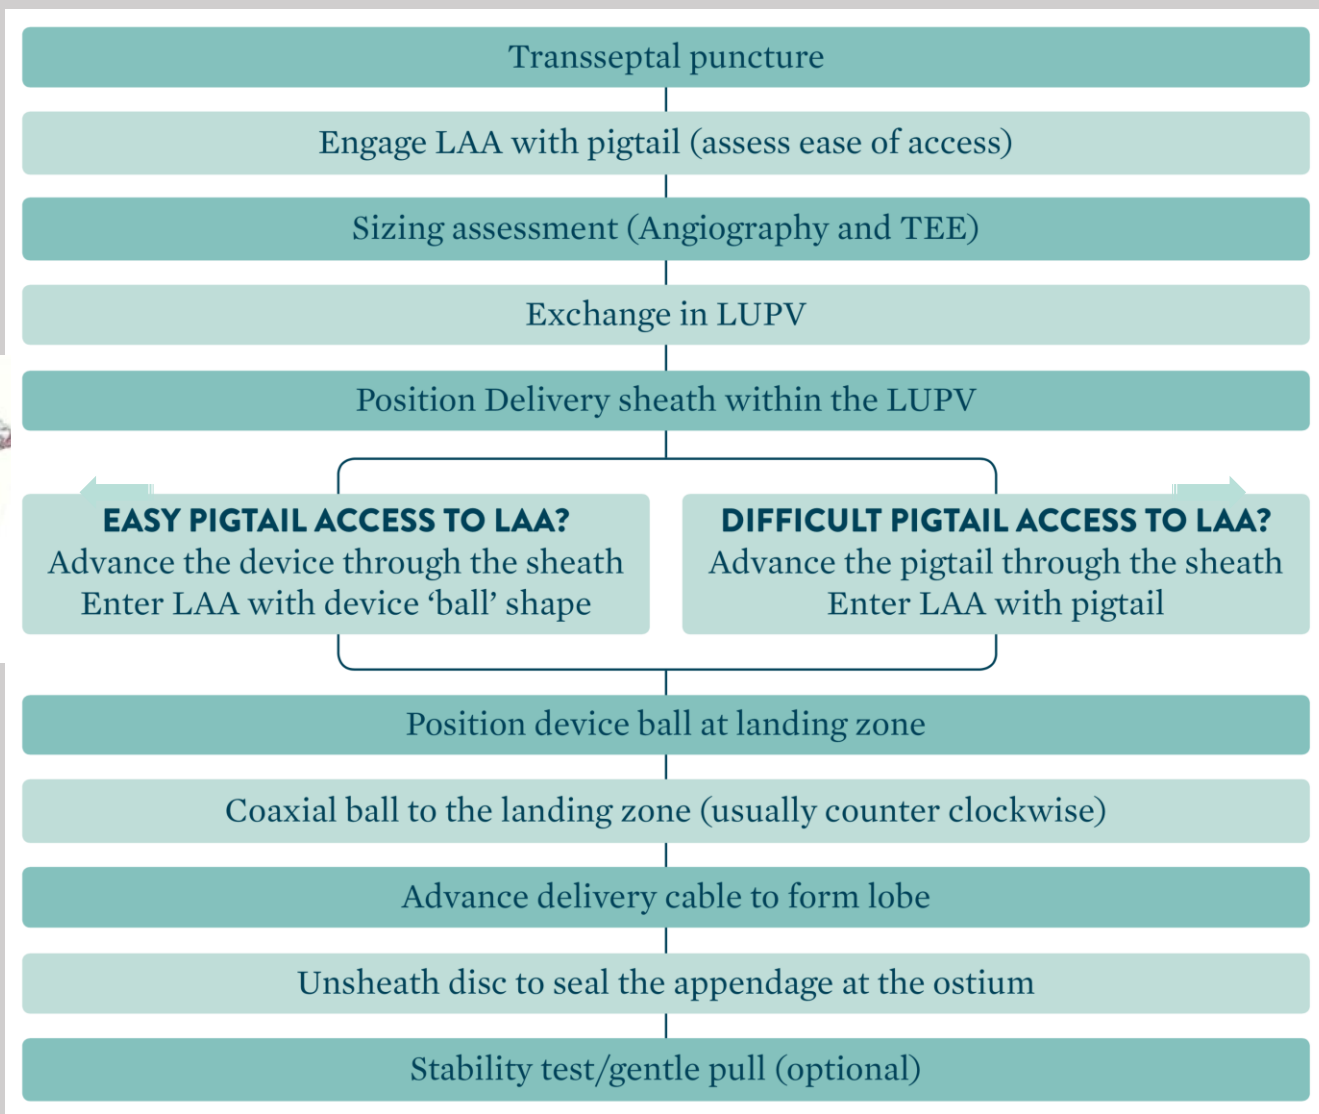 Transseptal puncture
Engage LAA with pigtail (assess ease of access)
Sizing assessment (Angiography and TEE)
Exchange in LUPV
Position Delivery sheath within the LUPV
EASY PIGTAIL ACCESS TO LAA?
Advance the device through the sheath
Enter LAA with device ‘ball’ shape
DIFFICULT PIGTAIL ACCESS TO LAA?
Advance the pigtail through the sheath
Enter LAA with pigtail
Position device ball at landing zone
Coaxial ball to the landing zone (usually counter clockwise)
Advance delivery cable to form lobe
Unsheath disc to seal the appendage at the ostium
Stability test/gentle pull (optional)